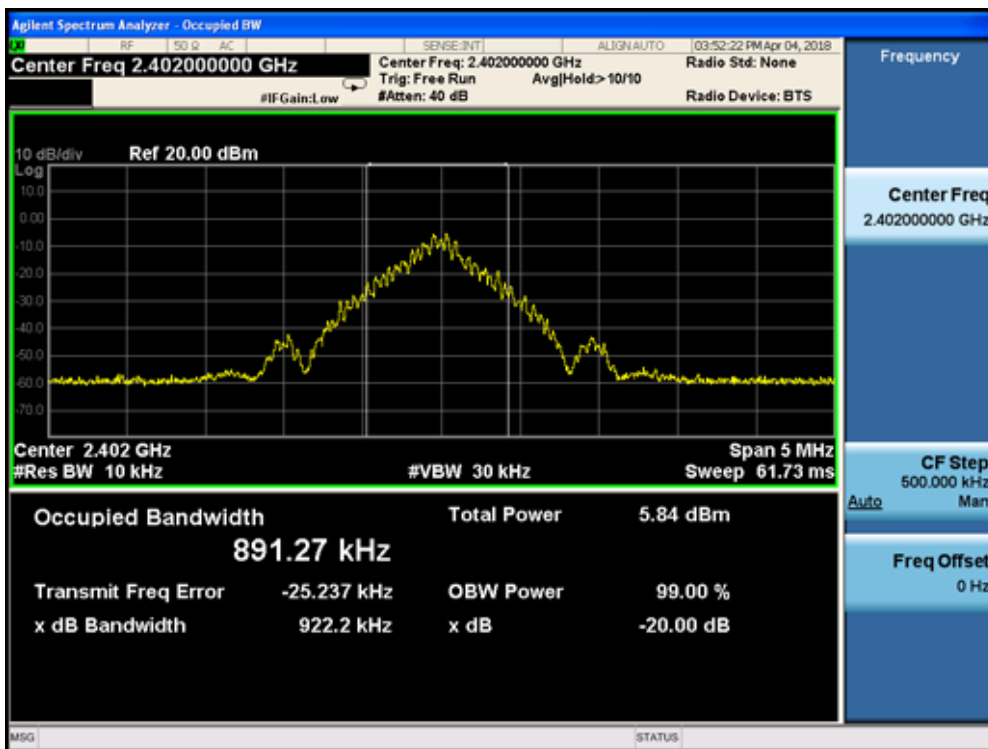 Agilent Spectrum Analyzer - Occupied BW
RF 50 Ω AC SENSE:INT ALIGNAUTO 03:52:22 PM Apr 04, 2018
Center Freq 2.402000000 GHz
Center Freq: 2.402000000 GHz
Radio Std: None
Trig: Free Run Avg|Hold:> 10/10
#IFGain:Low
#Atten: 40 dB
Radio Device: BTS
10 dB/div Ref 20.00 dBm
Log
10.0
0.00
-10.0
-20.0
-30.0
-40.0
-50.0
-60.0
-70.0
Center 2.402 GHz Span 5 MHz
#Res BW 10 kHz #VBW 30 kHz Sweep 61.73 ms
Occupied Bandwidth Total Power 5.84 dBm
891.27 kHz
Transmit Freq Error -25.237 kHz OBW Power 99.00 %
x dB Bandwidth 922.2 kHz x dB -20.00 dB
Frequency
Center Freq
2.402000000 GHz
CF Step
500.000 kHz
Auto Man
Freq Offset
0 Hz
MSG STATUS